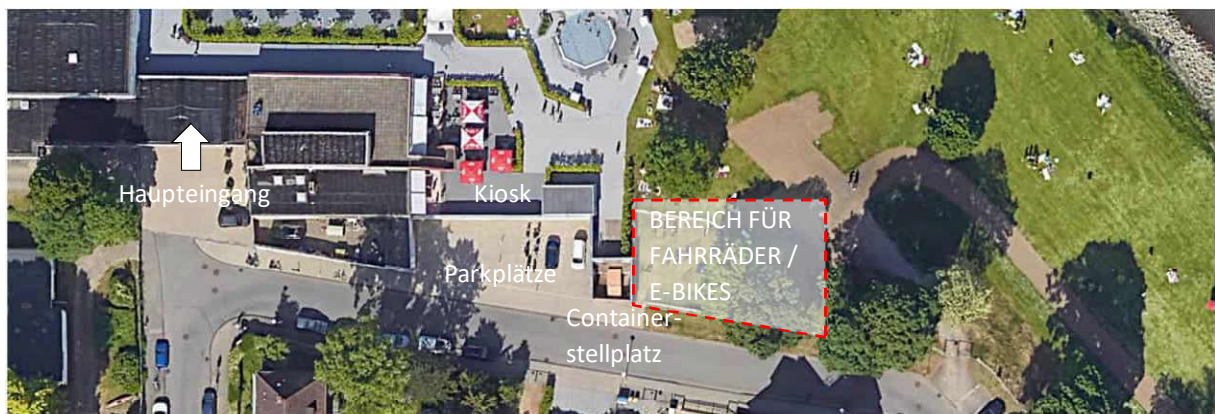 Haupteingang
Kiosk
Parkplätze
BEREICH FÜR
FAHRRÄDER /
E-BIKES
Container-
stellplatz